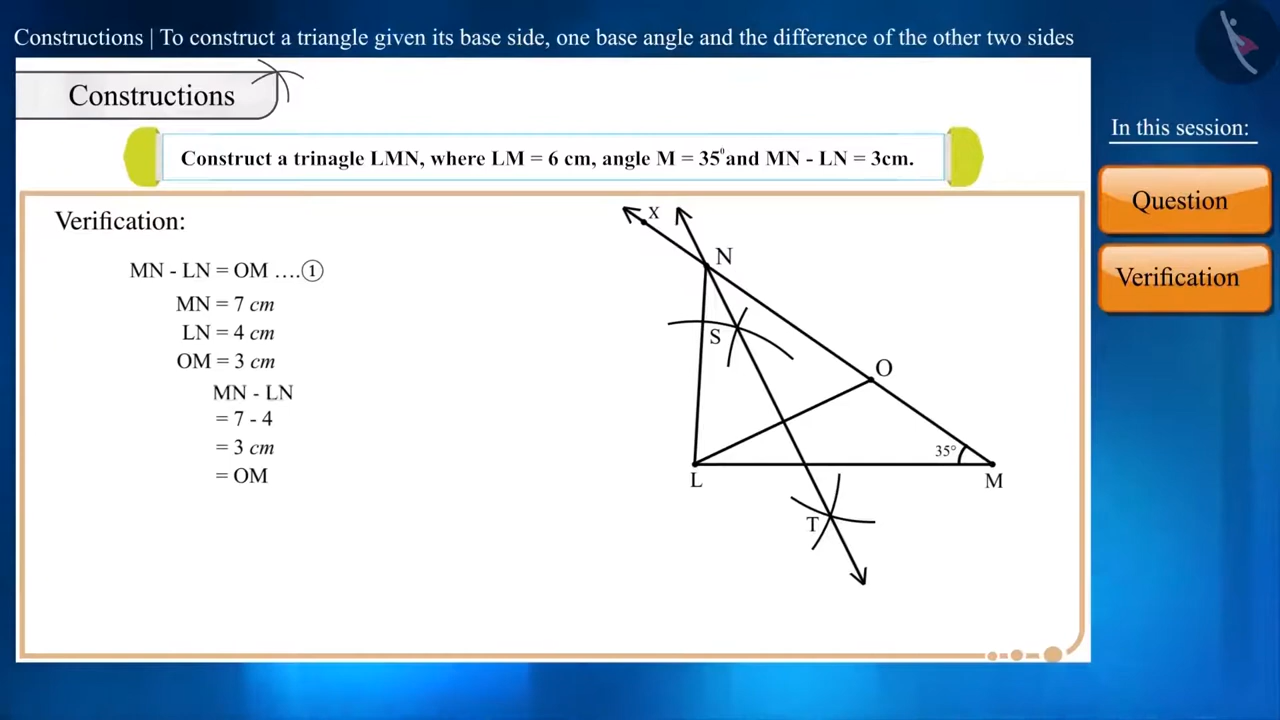 Constructions | To construct a triangle given its base side, one base angle and the difference of the other two sides
Constructions
In this session:
Construct a trinagle LMN, where LM = 6 cm, angle M = 35⁰ and MN - LN = 3cm.
Question
Verification
Verification:
MN - LN = OM ....①
MN = 7 cm
LN = 4 cm
OM = 3 cm
MN - LN
= 7 - 4
= 3 cm
= OM
X
N
S
O
35°
L
M
T